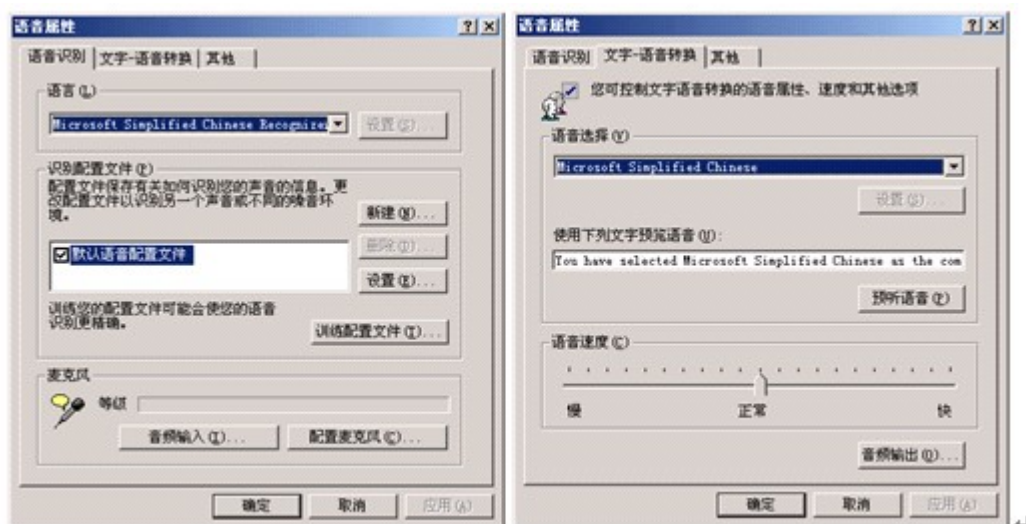 语音属性
语音识别 文字-语音转换 其他
语言(L)
Microsoft Simplified Chinese Recognizer
设置(S)...
识别配置文件(P)
配置文件保存有关如何识别您的声音的信息。更
改配置文件以识别另一个声音或不同的噪音环
境。
新建(N)...
删除(D)...
默认语音配置文件
设置(E)...
训练您的配置文件可能会使您的语音
识别更精确。
训练配置文件(T)...
麦克风
等级
音频输入(I)...
配置麦克风(C)...
确定 取消 应用(A)
语音属性
语音识别 文字-语音转换 其他
您可控制文字语音转换的语音属性、速度和其他选项
语音选择(V)
Microsoft Simplified Chinese
设置(S)...
使用下列文字预览语音(U):
You have selected Microsoft Simplified Chinese as the com
预听语音(P)
语音速度(C)
慢 正常 快
音频输出(O)...
确定 取消 应用(A)